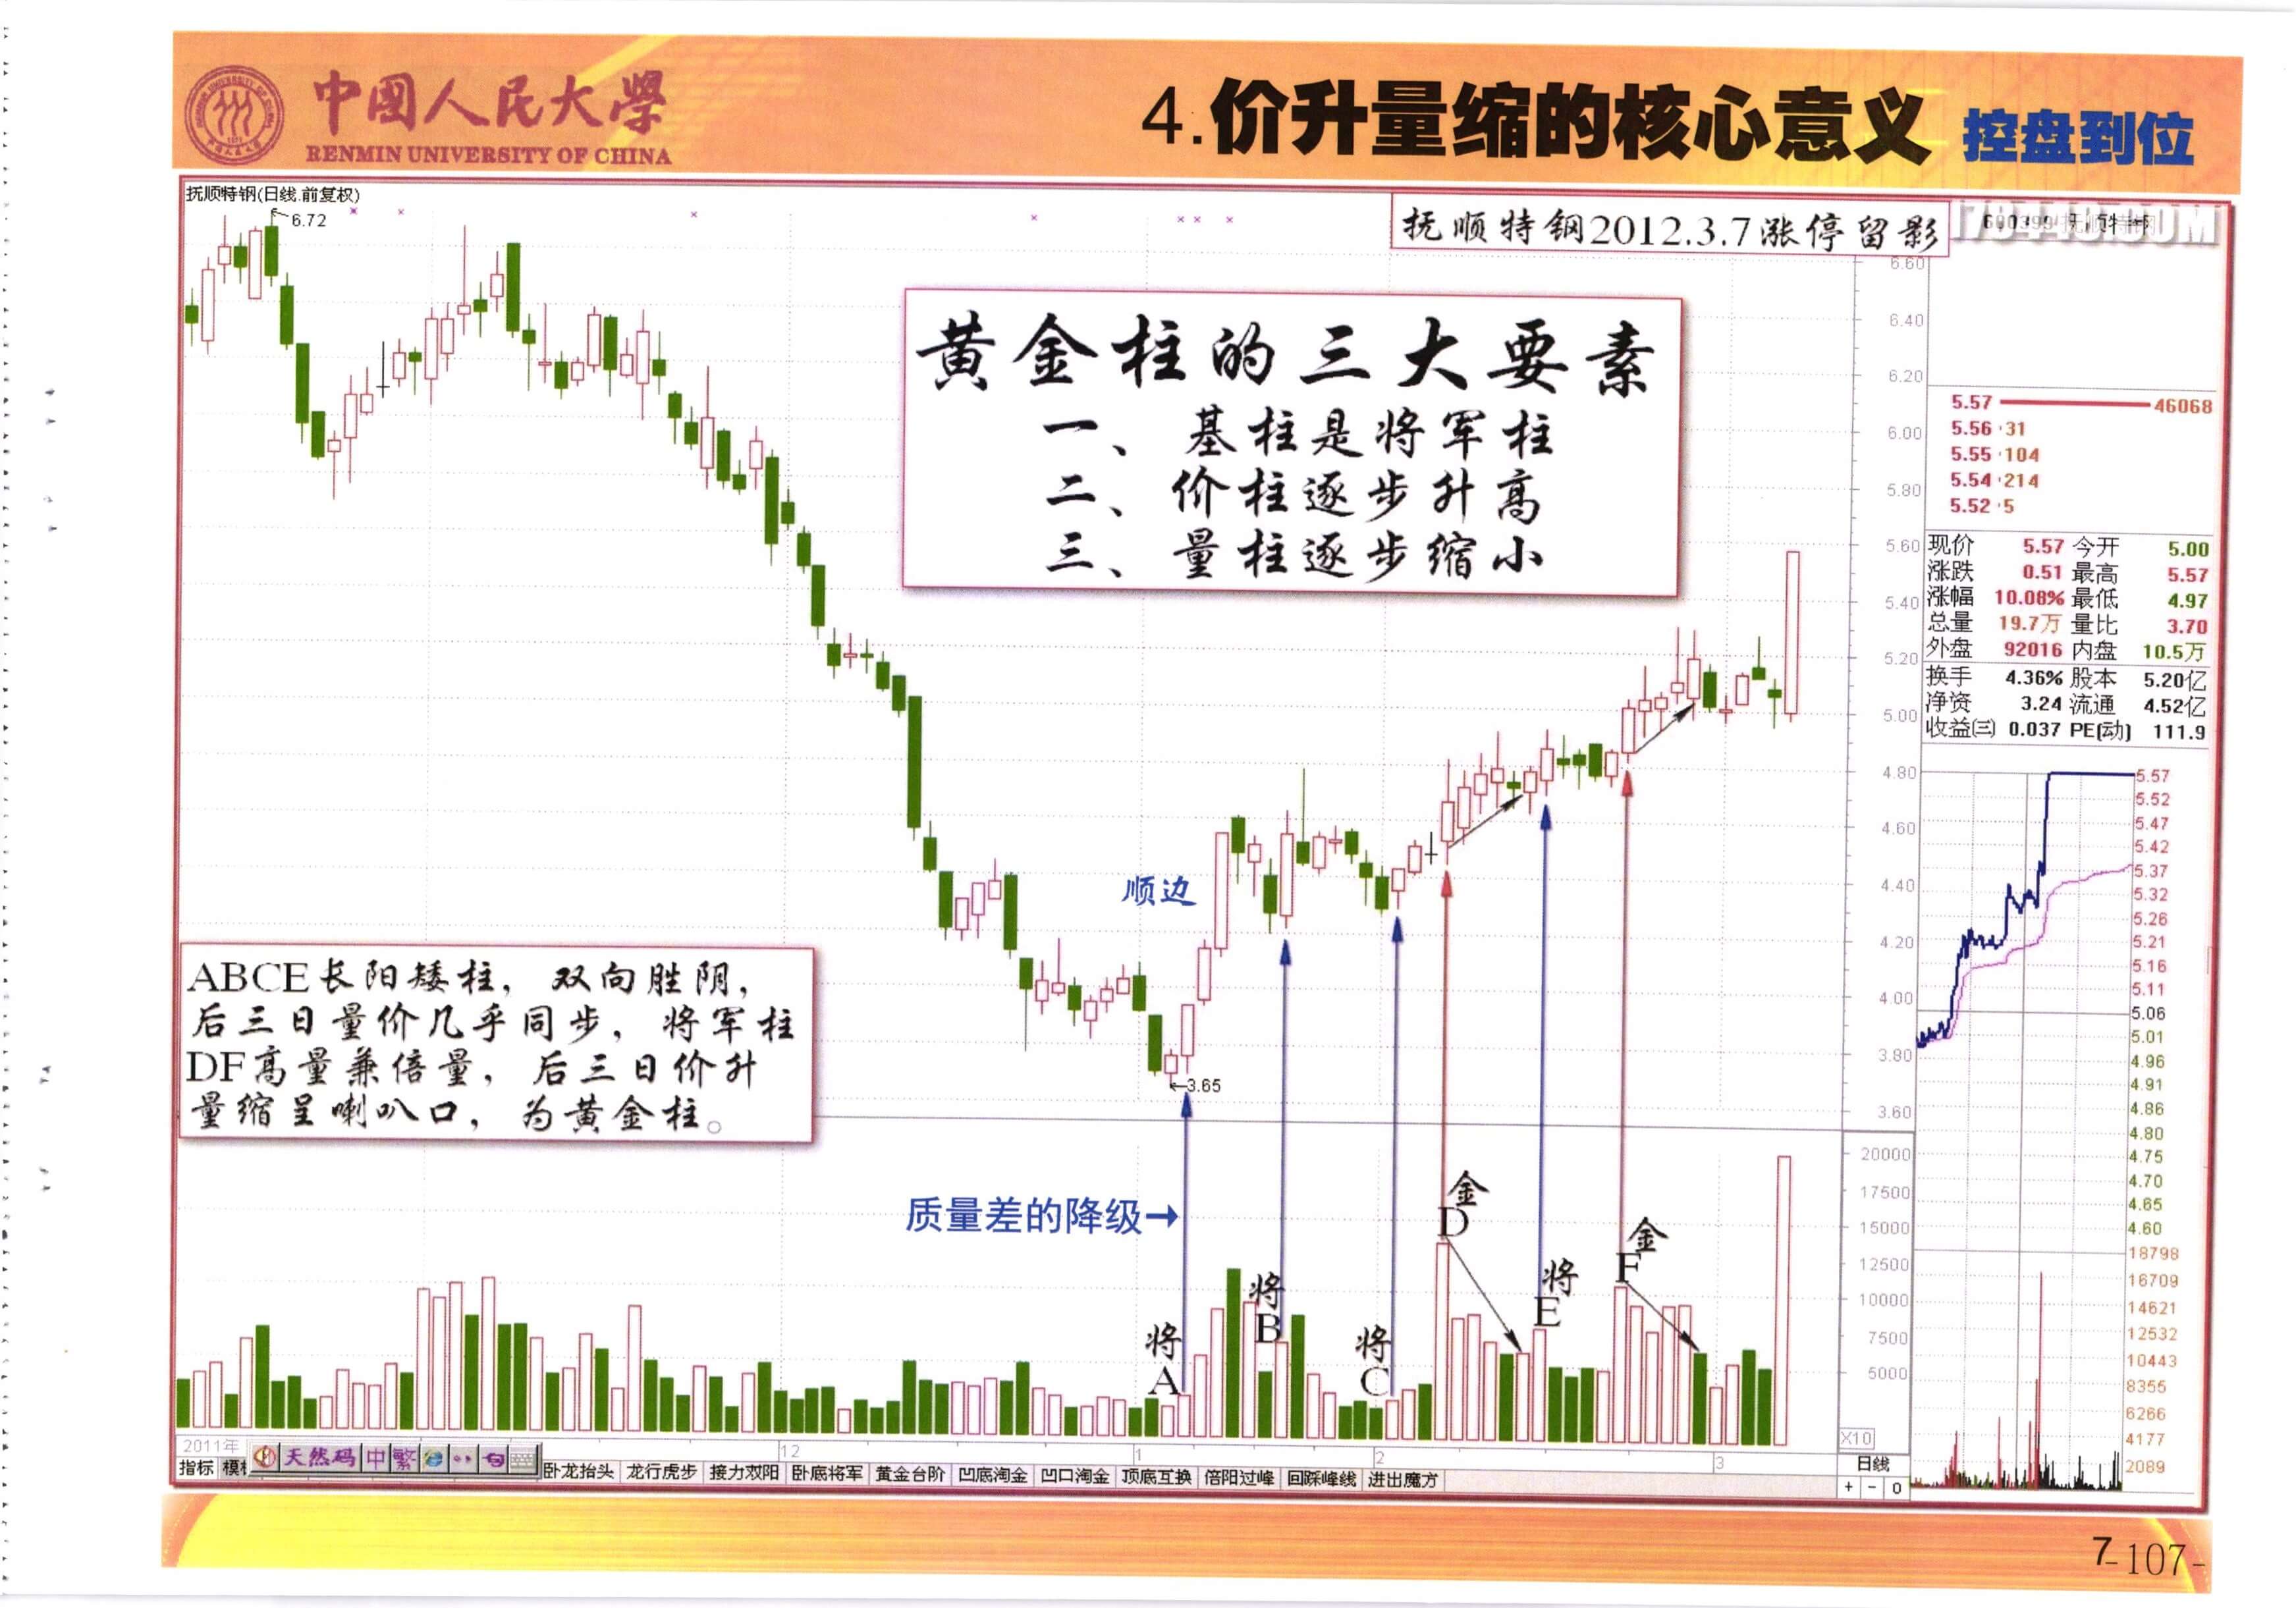 中國人民大學
RENMIN UNIVERSITY OF CHINA
4.价升量缩的核心意义 控盘到位
抚顺特钢(日线.前复权)
6.72
抚顺特钢2012.3.7涨停留影
600399 抚顺特钢
黄金柱的三大要素
一、基柱是将军柱
二、价柱逐步升高
三、量柱逐步缩小
6.60
6.40
6.20
6.00
5.80
5.60
5.40
5.20
5.00
4.80
4.60
4.40
4.20
4.00
3.80
3.60
5.57 46068
5.56 31
5.55 104
5.54 214
5.52 5
现价 5.57 今开 5.00
涨跌 0.51 最高 5.57
涨幅 10.08% 最低 4.97
总量 19.7万 量比 3.70
外盘 92016 内盘 10.5万
换手 4.36% 股本 5.20亿
净资 3.24 流通 4.52亿
收益(三) 0.037 PE(动) 111.9
5.57
5.52
5.47
5.42
5.37
5.32
5.26
5.21
5.16
5.11
5.06
5.01
4.96
4.91
4.86
4.80
4.75
4.70
4.65
4.60
18798
16709
14621
12532
10443
8355
6266
4177
2089
顺边
ABCE长阳矮柱，双向胜阴，
后三日量价几乎同步，将军柱
DF高量兼倍量，后三日价升
量缩呈喇叭口，为黄金柱。
3.65
质量差的降级→
将
A
将
B
将
C
金
D
将
E
金
F
20000
17500
15000
12500
10000
7500
5000
X10
2011年
12
1
2
3
日线
天然码 中 繁
指标 卧龙抬头 龙行虎步 接力双阳 卧底将军 黄金台阶 凹底淘金 凹口淘金 顶底互换 倍阳过峰 回踩峰线 进出魔方
+ - 0
7-107-